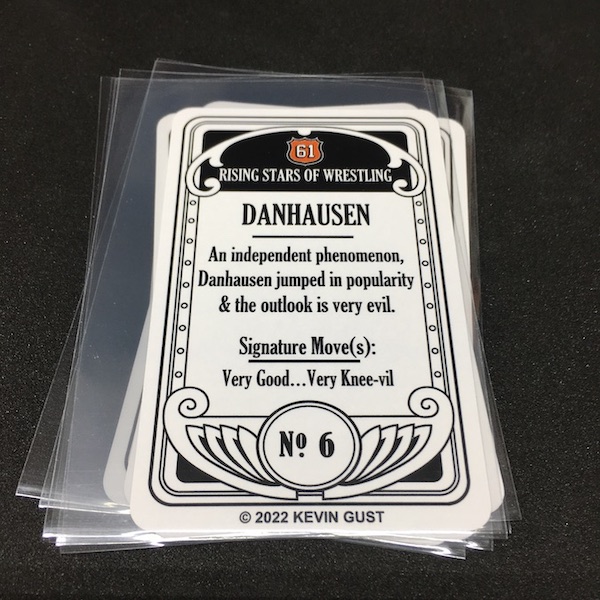 61
RISING STARS OF WRESTLING
DANHAUSEN
An independent phenomenon,
Danhausen jumped in popularity
& the outlook is very evil.
Signature Move(s):
Very Good...Very Knee-vil
Nº 6
© 2022 KEVIN GUST